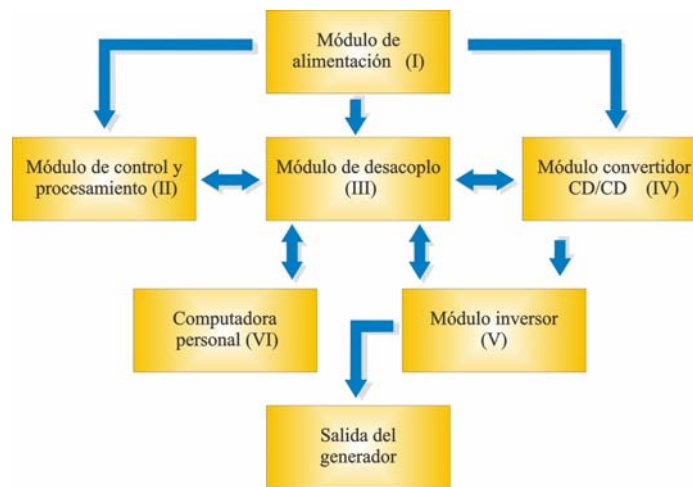 Módulo de
alimentación (I)
Módulo de control y
procesamiento (II)
Módulo de desacoplo
(III)
Módulo convertidor
CD/CD (IV)
Computadora
personal (VI)
Módulo inversor
(V)
Salida del
generador